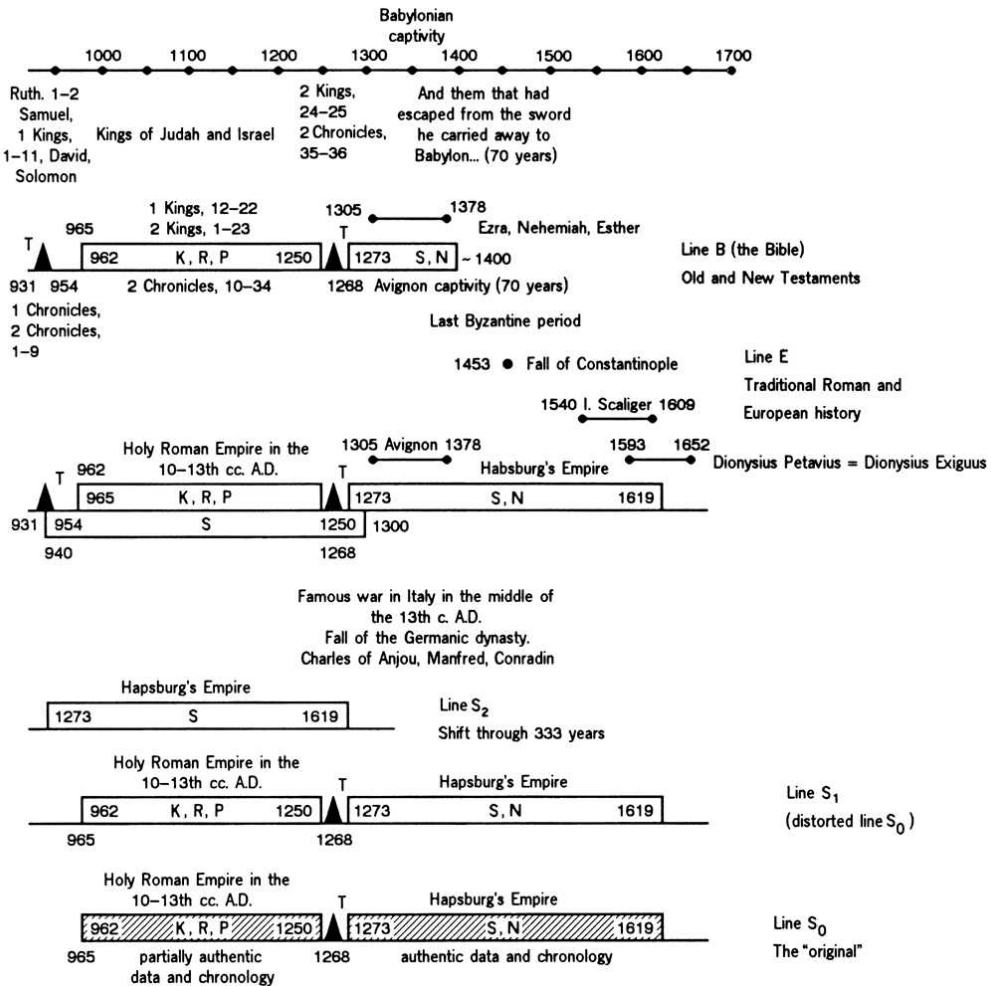 Babylonian
captivity
1000 1100 1200 1300 1400 1500 1600 1700
Ruth. 1–2
Samuel,
1 Kings,
1–11, David,
Solomon
Kings of Judah and Israel
2 Kings,
24–25
2 Chronicles,
35–36
And them that had
escaped from the sword
he carried away to
Babylon... (70 years)
1 Kings, 12–22
2 Kings, 1–23
965
1305 1378
Ezra, Nehemiah, Esther
T
T
962 K, R, P 1250
1273 S, N ~ 1400
Line B (the Bible)
Old and New Testaments
931 954
2 Chronicles, 10–34
1268 Avignon captivity (70 years)
1 Chronicles,
2 Chronicles,
1–9
Last Byzantine period
1453 Fall of Constantinople
Line E
Traditional Roman and
European history
1540 I. Scaliger 1609
Holy Roman Empire in the
10–13th cc. A.D.
1305 Avignon 1378
1593 1652
Dionysius Petavius = Dionysius Exiguus
T 962
T
Habsburg's Empire
965 K, R, P
1273 S, N 1619
931 954 S 1250 1300
940 1268
Famous war in Italy in the middle of
the 13th c. A.D.
Fall of the Germanic dynasty.
Charles of Anjou, Manfred, Conradin
Hapsburg's Empire
1273 S 1619
Line S2
Shift through 333 years
Holy Roman Empire in the
10–13th cc. A.D.
T
Hapsburg's Empire
962 K, R, P 1250
1273 S, N 1619
Line S1
(distorted line S0)
965 1268
Holy Roman Empire in the
10–13th cc. A.D.
T
Hapsburg's Empire
962 K, R, P 1250
1273 S, N 1619
Line S0
The "original"
965
partially authentic
data and chronology
1268
authentic data and chronology